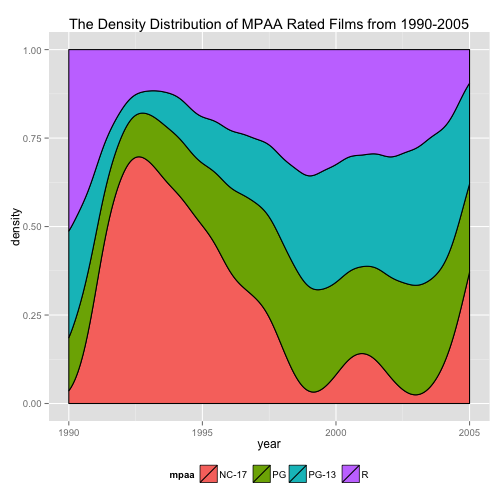 The Density Distribution of MPAA Rated Films from 1990-2005
1.00
0.75
0.50
0.25
0.00
density
1990 1995 2000 2005
year
mpaa NC-17 PG PG-13 R